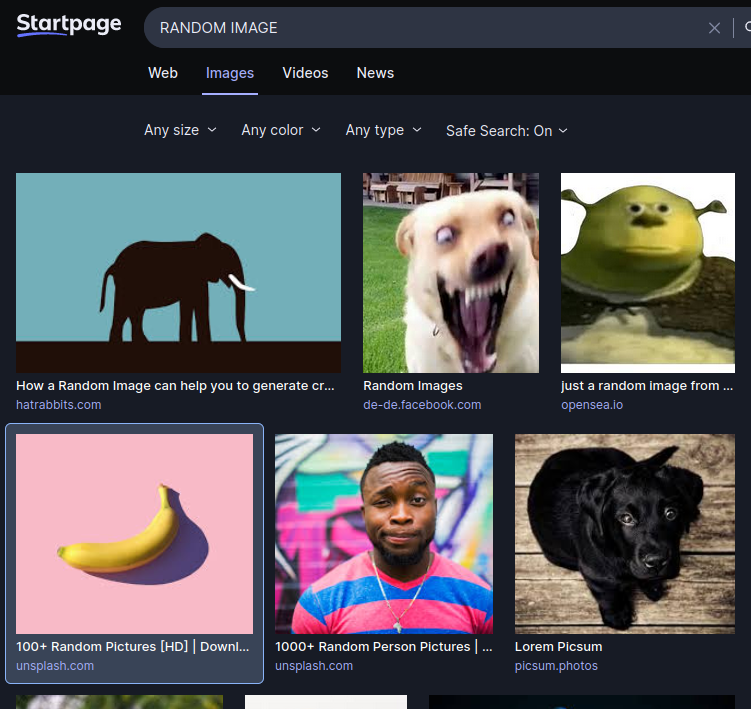 Startpage
RANDOM IMAGE
Web Images Videos News
Any size Any color Any type Safe Search: On
How a Random Image can help you to generate cr...
hatrabbits.com
Random Images
de-de.facebook.com
just a random image from ...
opensea.io
100+ Random Pictures [HD] | Downl...
unsplash.com
1000+ Random Person Pictures | ...
unsplash.com
Lorem Picsum
picsum.photos